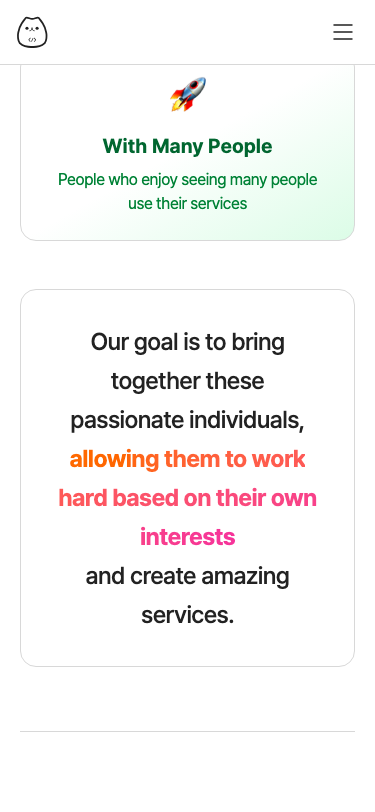 With Many People
People who enjoy seeing many people
use their services
Our goal is to bring
together these
passionate individuals,
allowing them to work
hard based on their own
interests
and create amazing
services.